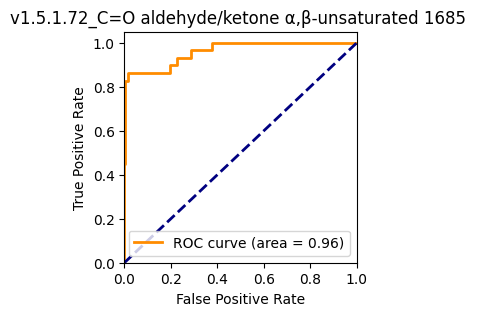 v1.5.1.72_C=O aldehyde/ketone α,β-unsaturated 1685
1.0
0.8
0.6
0.4
0.2
0.0
True Positive Rate
ROC curve (area = 0.96)
0.0 0.2 0.4 0.6 0.8 1.0
False Positive Rate